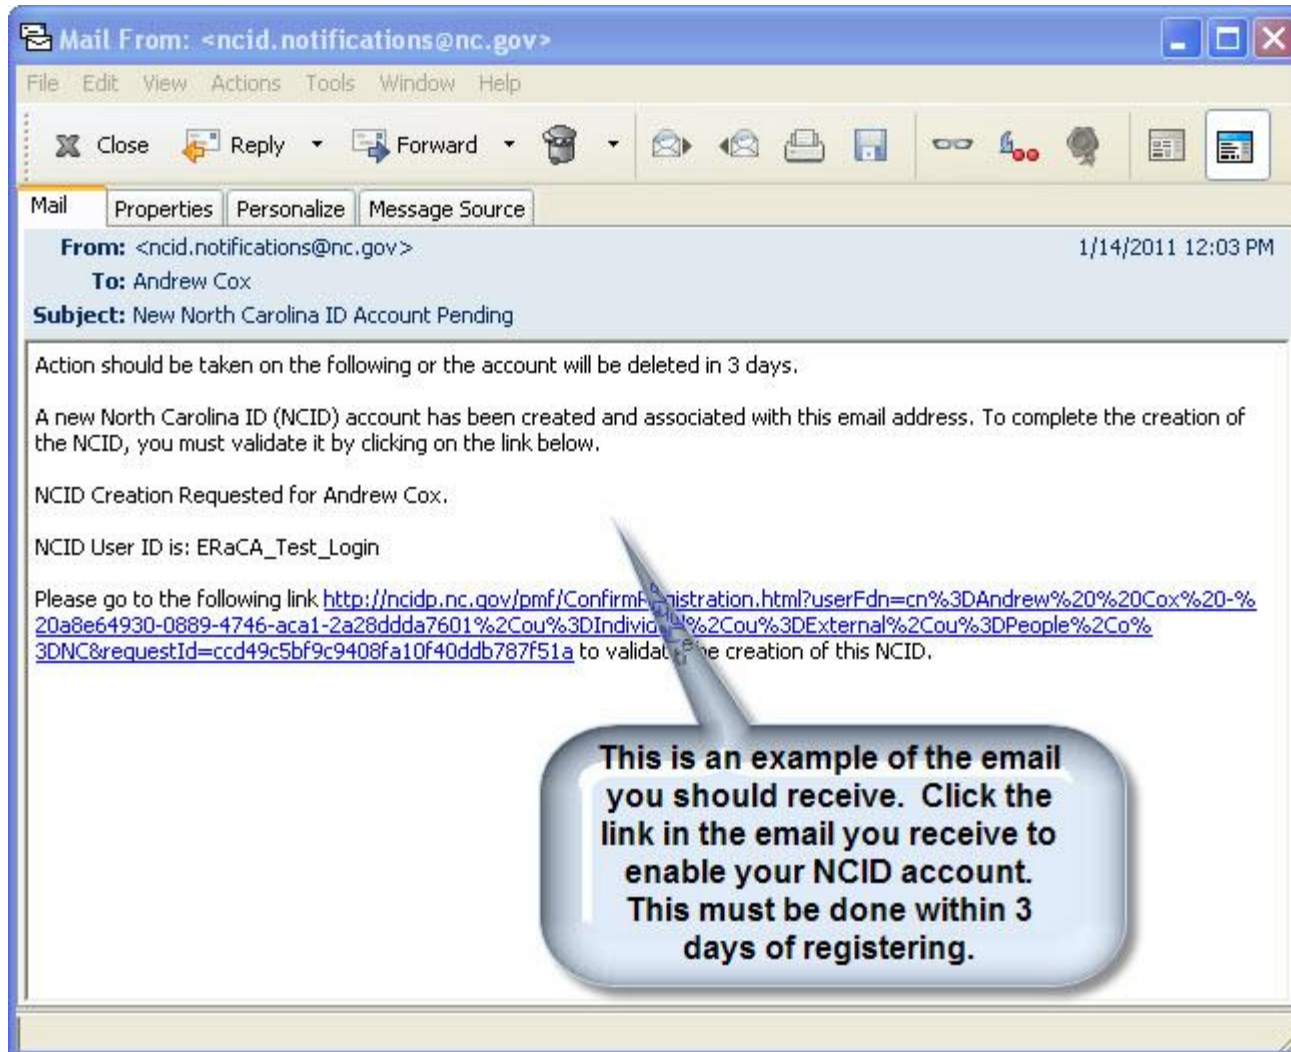 Mail From: <ncid.notifications@nc.gov>
File Edit View Actions Tools Window Help
Close Reply Forward
Mail Properties Personalize Message Source
From: <ncid.notifications@nc.gov> 1/14/2011 12:03 PM
To: Andrew Cox
Subject: New North Carolina ID Account Pending
Action should be taken on the following or the account will be deleted in 3 days.
A new North Carolina ID (NCID) account has been created and associated with this email address. To complete the creation of
the NCID, you must validate it by clicking on the link below.
NCID Creation Requested for Andrew Cox.
NCID User ID is: ERaCA_Test_Login
Please go to the following link http://ncidp.nc.gov/pmf/ConfirmRegistration.html?userFdn=cn%3DAndrew%20%20Cox%20-%
20a8e64930-0889-4746-aca1-2a28ddda7601%2Cou%3DIndividual%2Cou%3DExternal%2Cou%3DPeople%2Co%
3DNC&requestId=ccd49c5bf9c9408fa10f40ddb787f51a to validate the creation of this NCID.
This is an example of the email
you should receive. Click the
link in the email you receive to
enable your NCID account.
This must be done within 3
days of registering.